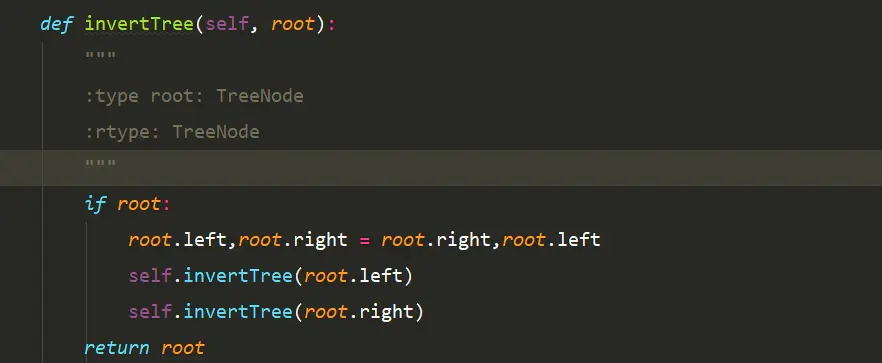 def invertTree(self, root):
    """
    :type root: TreeNode
    :rtype: TreeNode
    """
    if root:
        root.left,root.right = root.right,root.left
        self.invertTree(root.left)
        self.invertTree(root.right)
    return root